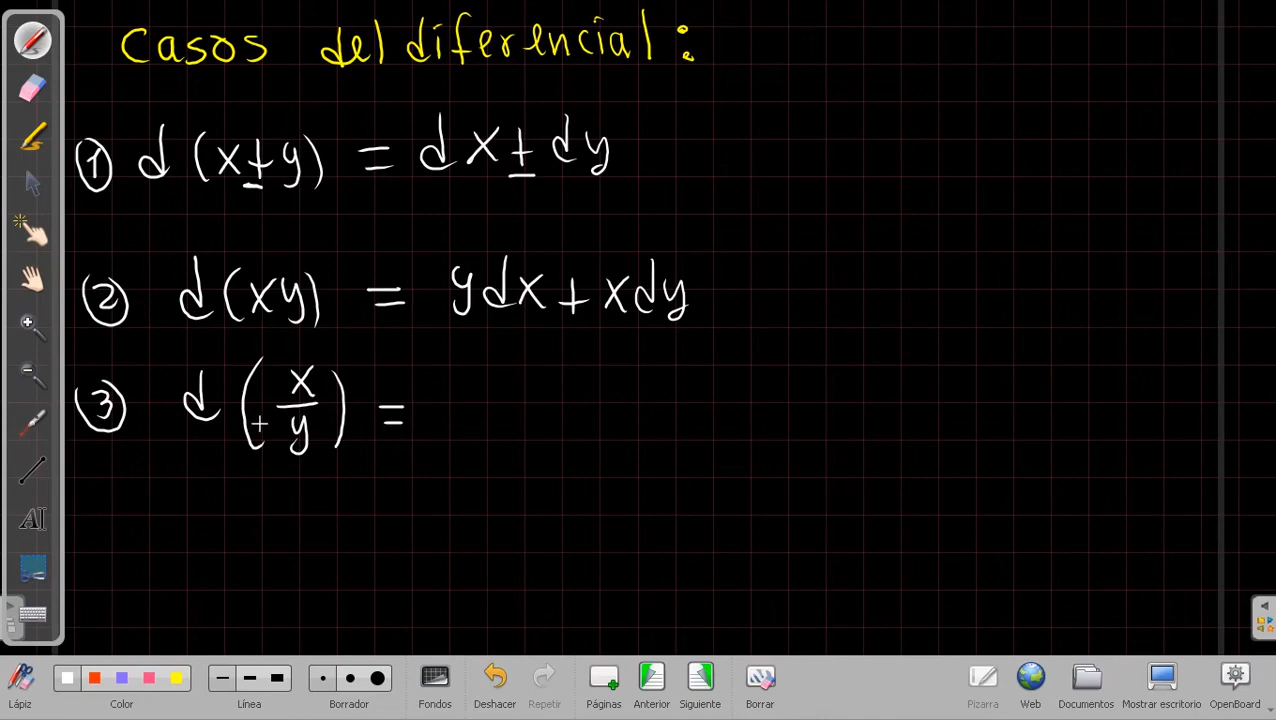 Casos del diferencial:
① d (x ± y) = dx ± dy
② d(xy) = ydx + xdy
③ d (x/y) =
AI
Lápiz Color Línea Borrador Fondos Deshacer Repetir Páginas Anterior Siguiente Borrar Pizarra Web Documentos Mostrar escritorio OpenBoard